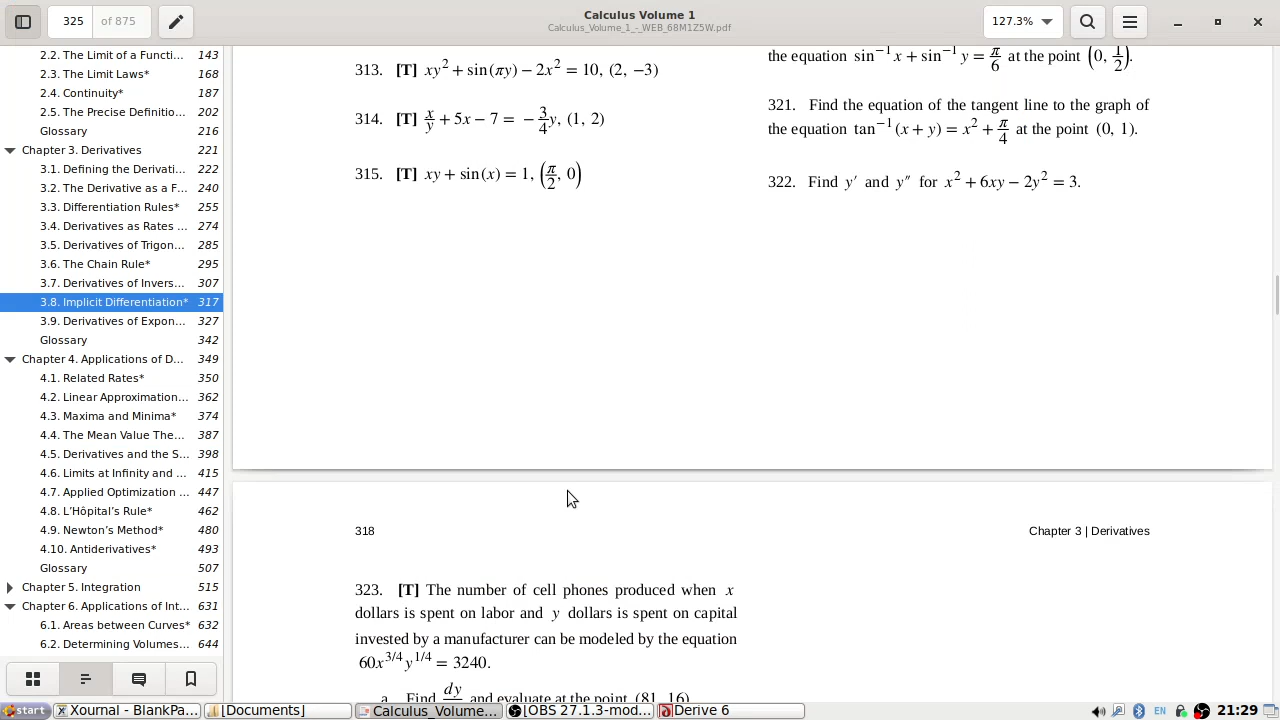 325 of 875
Calculus Volume 1
Calculus_Volume_1_-_WEB_68M1Z5W.pdf
127.3%
2.2. The Limit of a Functi... 143
2.3. The Limit Laws* 168
2.4. Continuity* 187
2.5. The Precise Definitio... 202
Glossary 216
Chapter 3. Derivatives 221
3.1. Defining the Derivati... 222
3.2. The Derivative as a F... 240
3.3. Differentiation Rules* 255
3.4. Derivatives as Rates ... 274
3.5. Derivatives of Trigon... 285
3.6. The Chain Rule* 295
3.7. Derivatives of Invers... 307
3.8. Implicit Differentiation* 317
3.9. Derivatives of Expon... 327
Glossary 342
Chapter 4. Applications of D... 349
4.1. Related Rates* 350
4.2. Linear Approximation... 362
4.3. Maxima and Minima* 374
4.4. The Mean Value The... 387
4.5. Derivatives and the S... 398
4.6. Limits at Infinity and ... 415
4.7. Applied Optimization ... 447
4.8. L'Hôpital's Rule* 462
4.9. Newton's Method* 480
4.10. Antiderivatives* 493
Glossary 507
Chapter 5. Integration 515
Chapter 6. Applications of Int... 631
6.1. Areas between Curves* 632
6.2. Determining Volumes... 644
313. [T] xy² + sin(πy) − 2x² = 10, (2, −3)
314. [T] x/y + 5x − 7 = −3/4y, (1, 2)
315. [T] xy + sin(x) = 1, (π/2, 0)
the equation sin⁻¹ x + sin⁻¹ y = π/6 at the point (0, 1/2).
321. Find the equation of the tangent line to the graph of
the equation tan⁻¹(x + y) = x² + π/4 at the point (0, 1).
322. Find y′ and y″ for x² + 6xy − 2y² = 3.
318 Chapter 3 | Derivatives
323. [T] The number of cell phones produced when x
dollars is spent on labor and y dollars is spent on capital
invested by a manufacturer can be modeled by the equation
60x^3/4 y^1/4 = 3240.
a. Find dy and evaluate at the point (81, 16).
start Xournal - BlankPa... [Documents] Calculus_Volume... [OBS 27.1.3-mod... Derive 6 EN 21:29